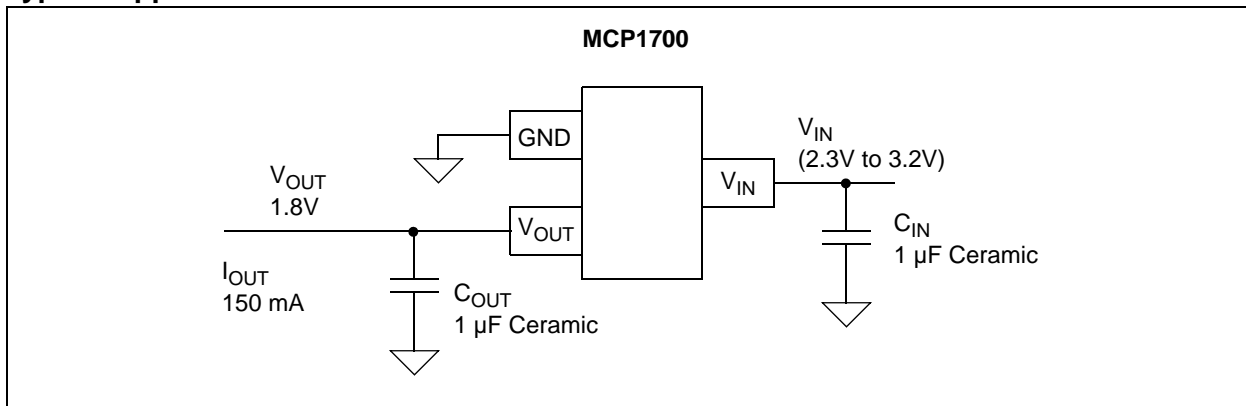 MCP1700
GND
V_IN
(2.3V to 3.2V)
V_IN
V_OUT
1.8V
V_OUT
C_IN
1 µF Ceramic
I_OUT
150 mA
C_OUT
1 µF Ceramic